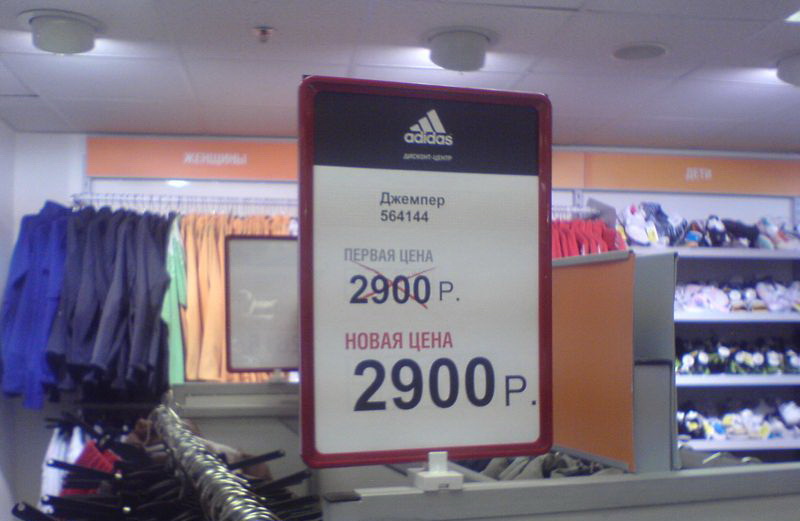 ЖЕНЩИНЫ
adidas
ДИСКОНТ-ЦЕНТР
ДЕТИ
Джемпер
564144
ПЕРВАЯ ЦЕНА
2900 Р.
НОВАЯ ЦЕНА
2900 Р.